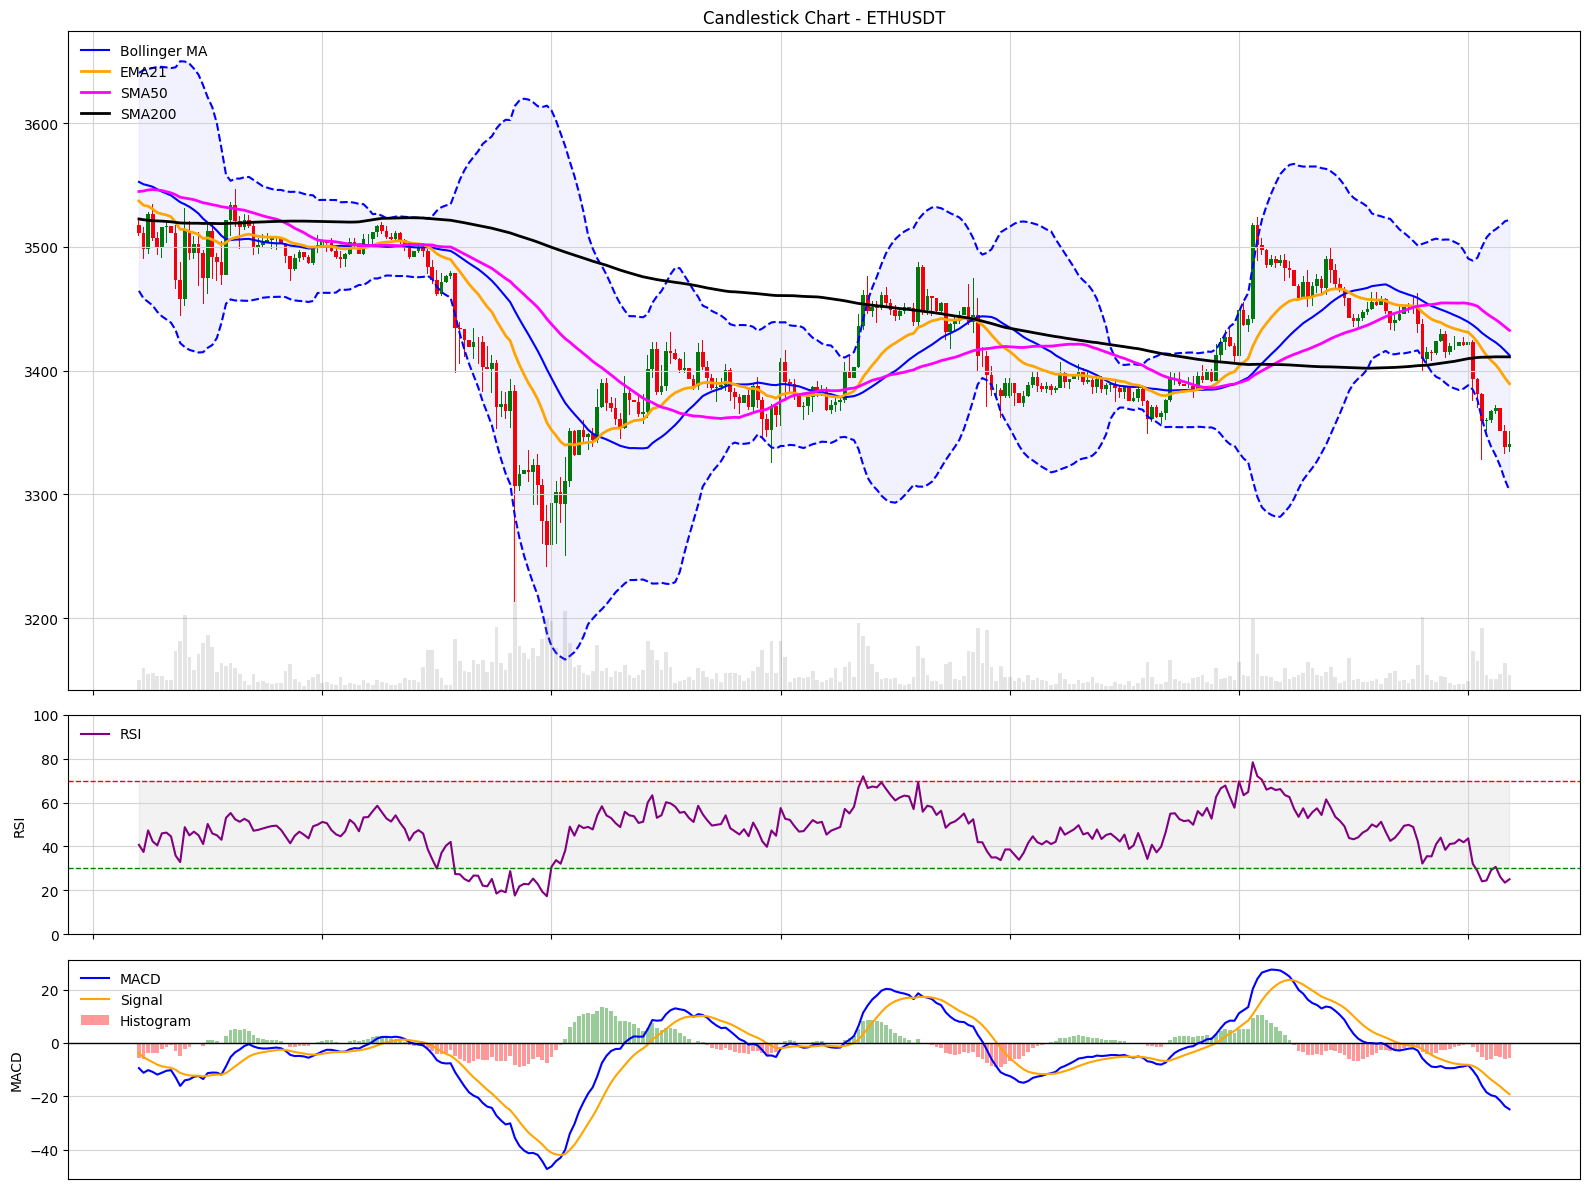 Candlestick Chart - ETHUSDT
Bollinger MA
EMA21
SMA50
SMA200
3600
3500
3400
3300
3200
RSI
100
80
60
40
20
0
RSI
MACD
Signal
Histogram
20
0
−20
−40
MACD